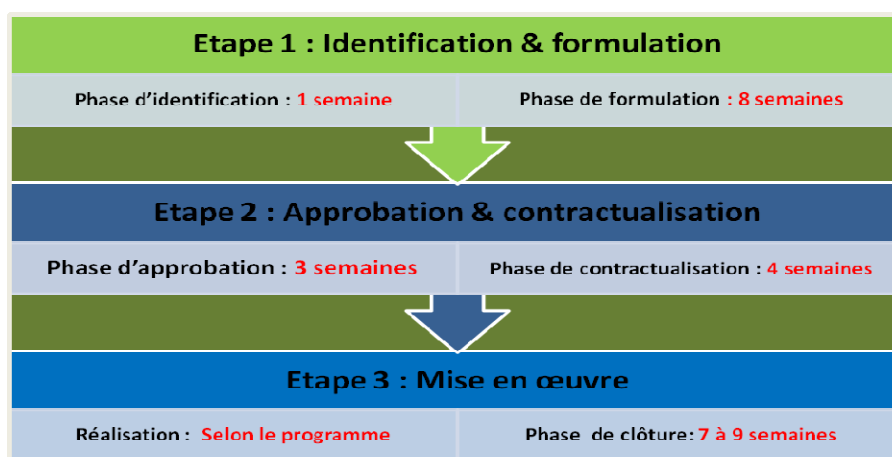 Etape 1 : Identification & formulation
Phase d'identification : 1 semaine
Phase de formulation : 8 semaines
Etape 2 : Approbation & contractualisation
Phase d'approbation : 3 semaines
Phase de contractualisation : 4 semaines
Etape 3 : Mise en œuvre
Réalisation : Selon le programme
Phase de clôture: 7 à 9 semaines